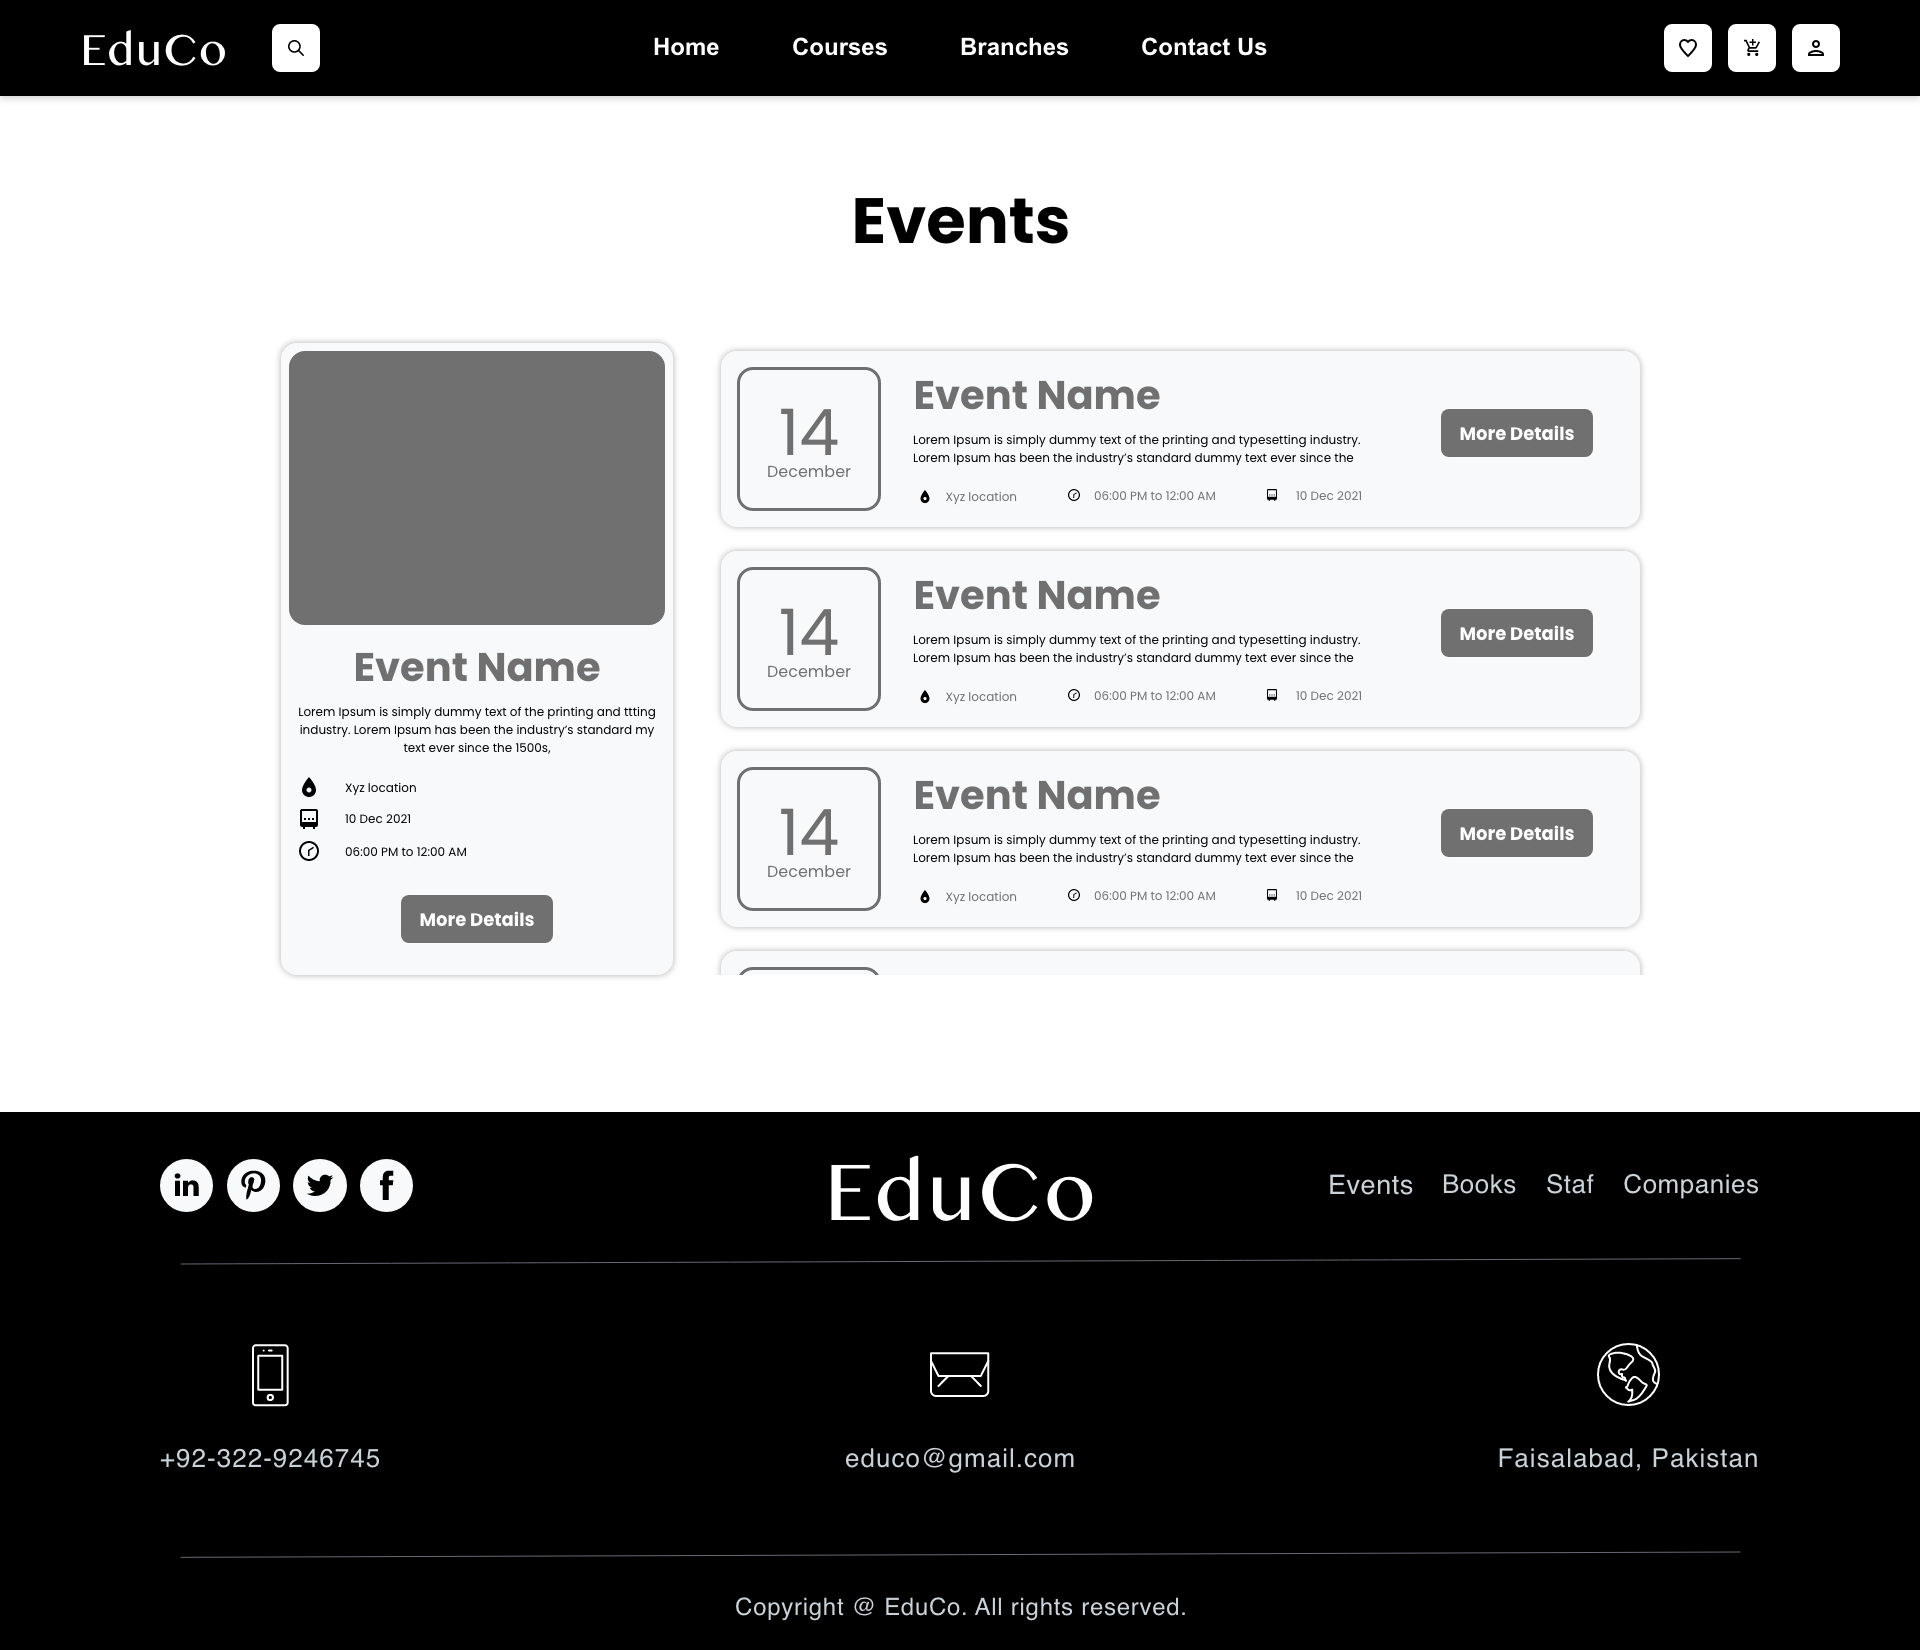 EduCo
Home Courses Branches Contact Us
Events
Event Name
Lorem Ipsum is simply dummy text of the printing and ttting
industry. Lorem Ipsum has been the industry's standard my
text ever since the 1500s,
Xyz location
10 Dec 2021
06:00 PM to 12:00 AM
More Details
14
December
Event Name
Lorem Ipsum is simply dummy text of the printing and typesetting industry.
Lorem Ipsum has been the industry's standard dummy text ever since the
Xyz location 06:00 PM to 12:00 AM 10 Dec 2021
More Details
14
December
Event Name
Lorem Ipsum is simply dummy text of the printing and typesetting industry.
Lorem Ipsum has been the industry's standard dummy text ever since the
Xyz location 06:00 PM to 12:00 AM 10 Dec 2021
More Details
14
December
Event Name
Lorem Ipsum is simply dummy text of the printing and typesetting industry.
Lorem Ipsum has been the industry's standard dummy text ever since the
Xyz location 06:00 PM to 12:00 AM 10 Dec 2021
More Details
in f
EduCo
Events Books Staf Companies
+92-322-9246745
educo@gmail.com
Faisalabad, Pakistan
Copyright @ EduCo. All rights reserved.